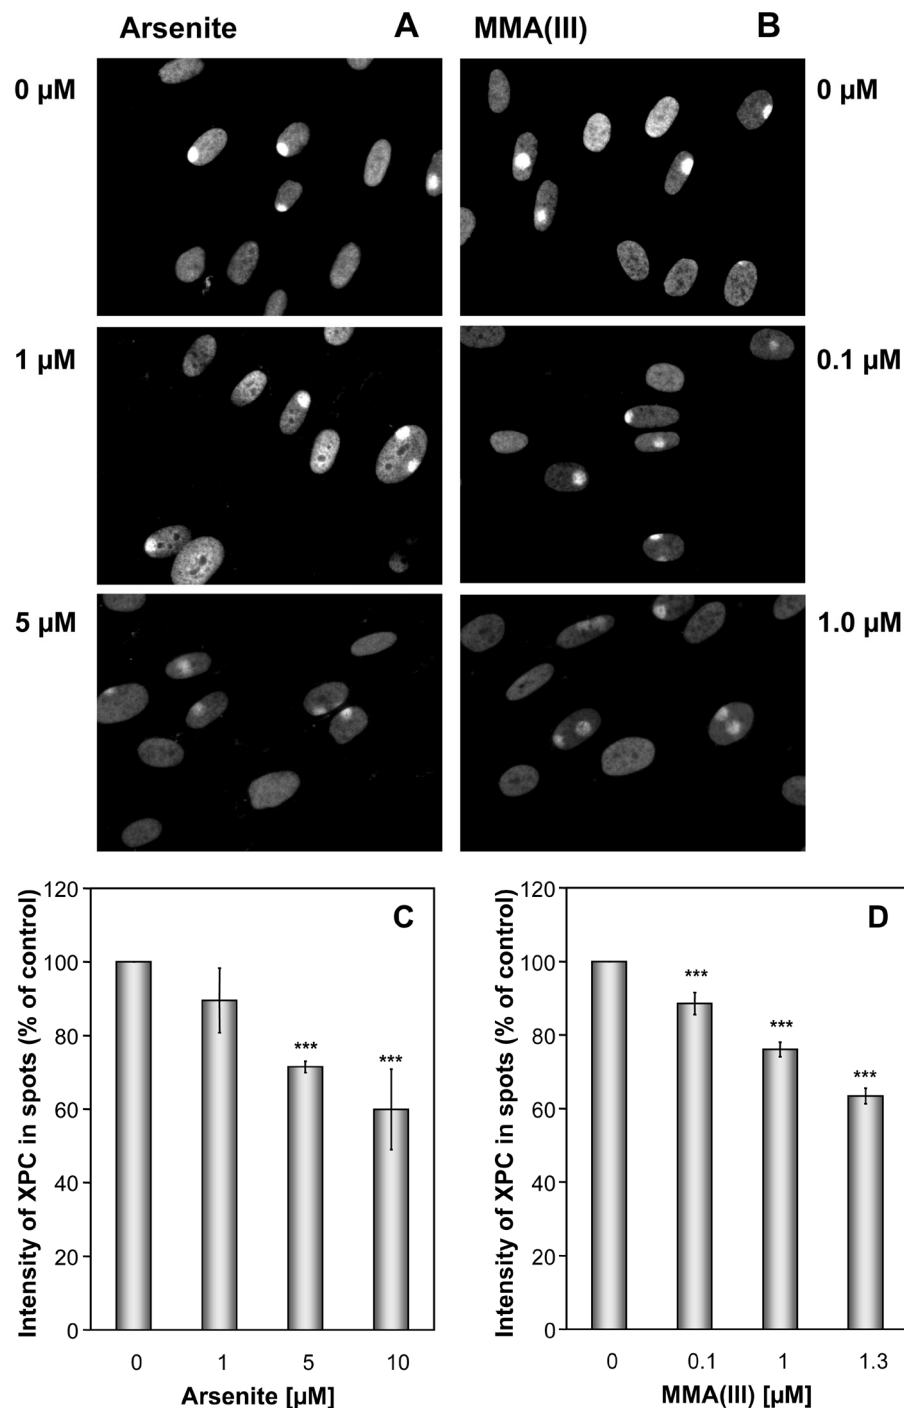 Arsenite A MMA(III) B
0 µM 0 µM
1 µM 0.1 µM
5 µM 1.0 µM
Intensity of XPC in spots (% of control)
120
100
80
60
40
20
0
C
***
***
0 1 5 10
Arsenite [µM]
Intensity of XPC in spots (% of control)
120
100
80
60
40
20
0
D
***
***
***
0 0.1 1 1.3
MMA(III) [µM]